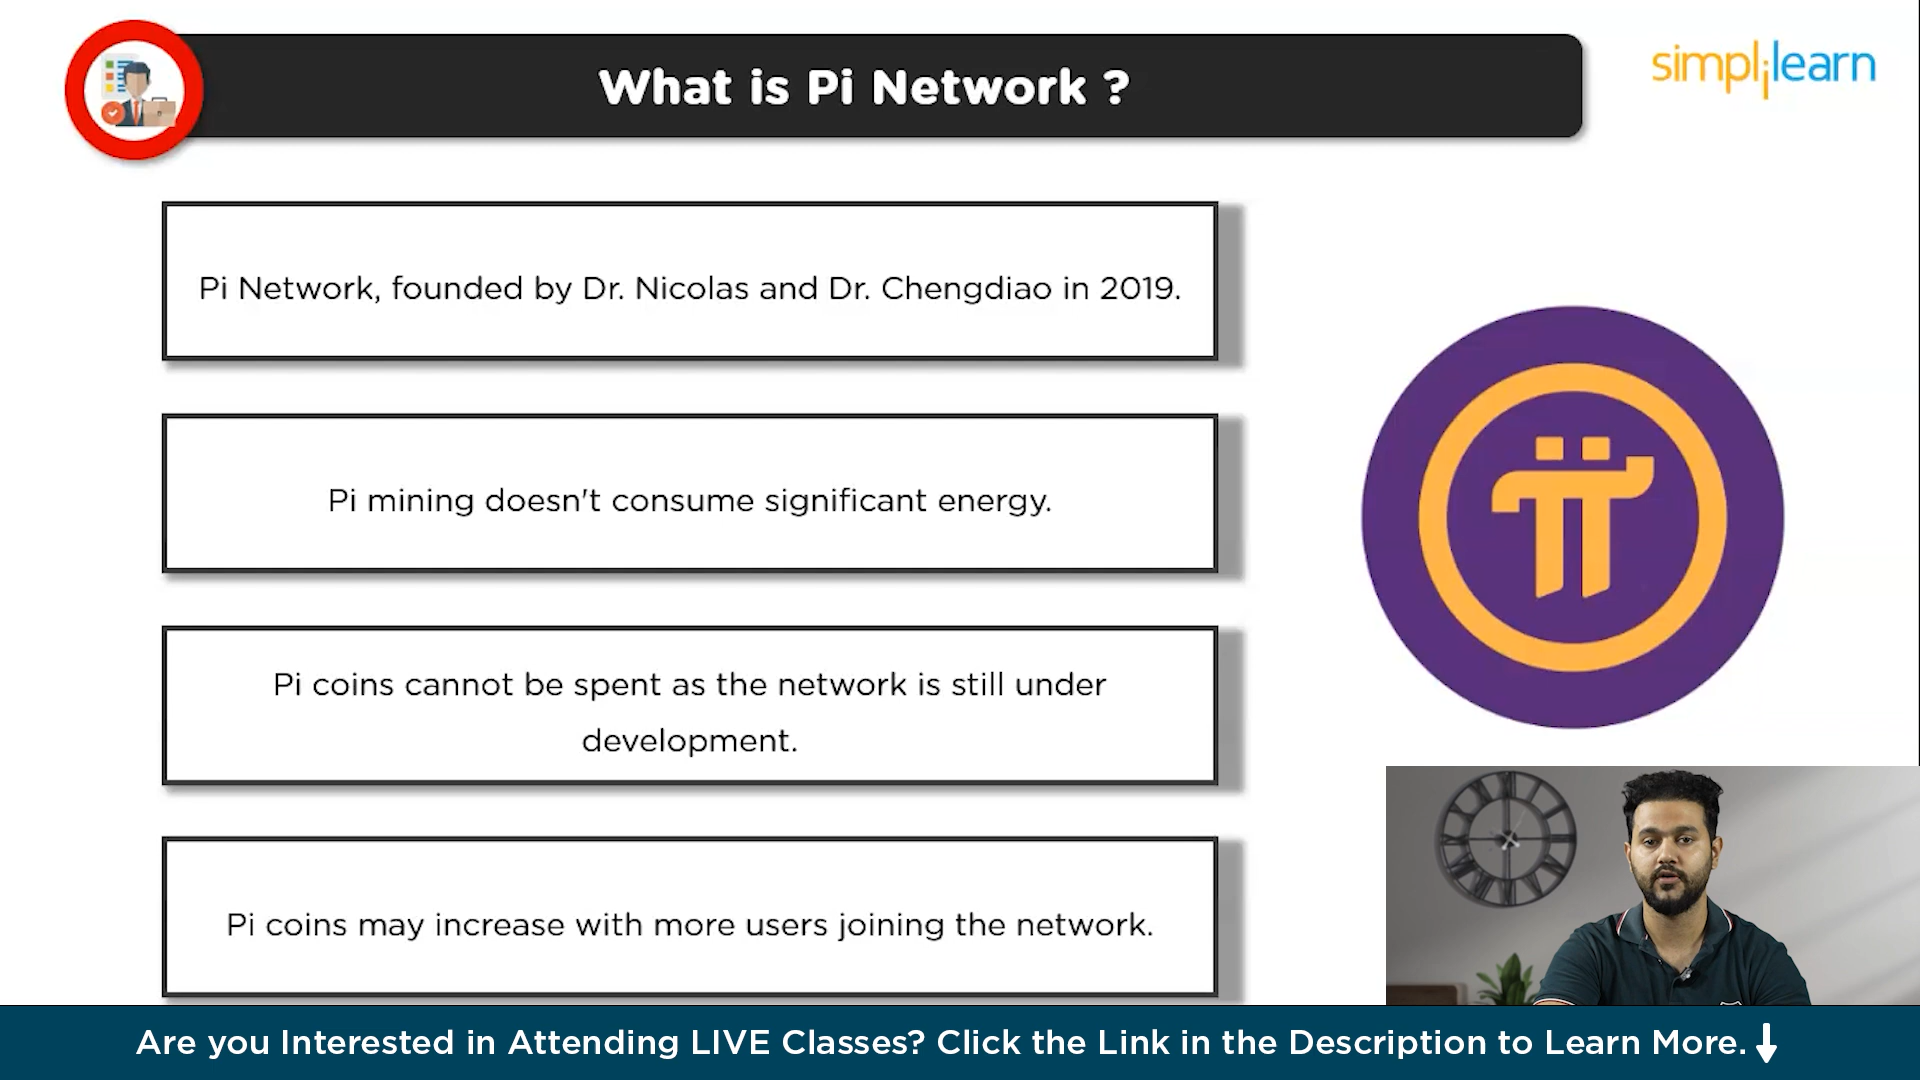 What is Pi Network ?
simplilearn
Pi Network, founded by Dr. Nicolas and Dr. Chengdiao in 2019.
Pi mining doesn't consume significant energy.
Pi coins cannot be spent as the network is still under
development.
Pi coins may increase with more users joining the network.
Are you Interested in Attending LIVE Classes? Click the Link in the Description to Learn More.